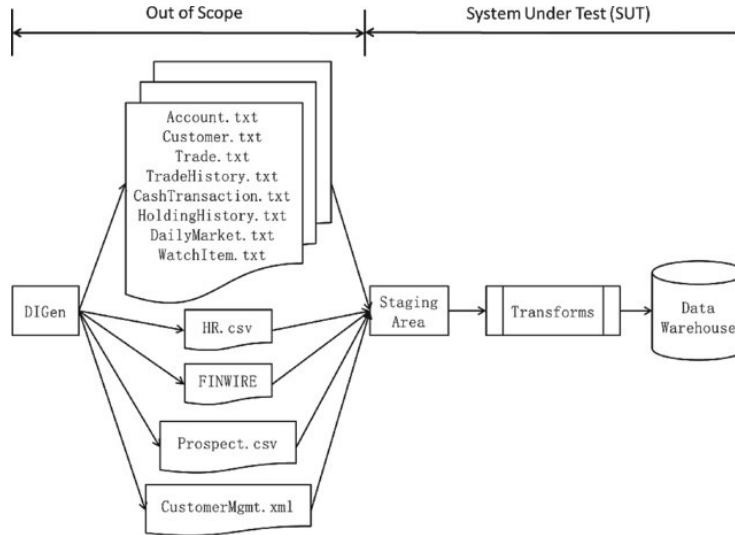 Out of Scope
System Under Test (SUT)
Account.txt
Customer.txt
Trade.txt
TradeHistory.txt
CashTransaction.txt
HoldingHistory.txt
DailyMarket.txt
WatchItem.txt
DIGen
HR.csv
FINWIRE
Prospect.csv
CustomerMgmt.xml
Staging
Area
Transforms
Data
Warehouse